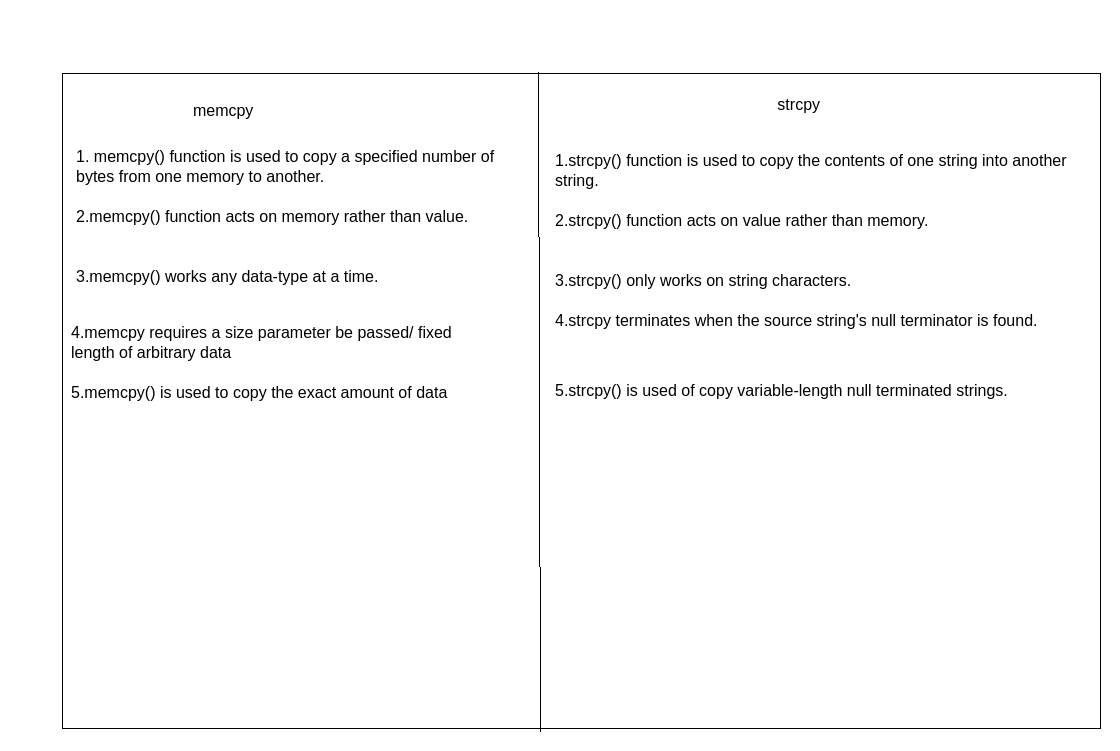 memcpy
1. memcpy() function is used to copy a specified number of
bytes from one memory to another.
2.memcpy() function acts on memory rather than value.
3.memcpy() works any data-type at a time.
4.memcpy requires a size parameter be passed/ fixed
length of arbitrary data
5.memcpy() is used to copy the exact amount of data
strcpy
1.strcpy() function is used to copy the contents of one string into another
string.
2.strcpy() function acts on value rather than memory.
3.strcpy() only works on string characters.
4.strcpy terminates when the source string's null terminator is found.
5.strcpy() is used of copy variable-length null terminated strings.